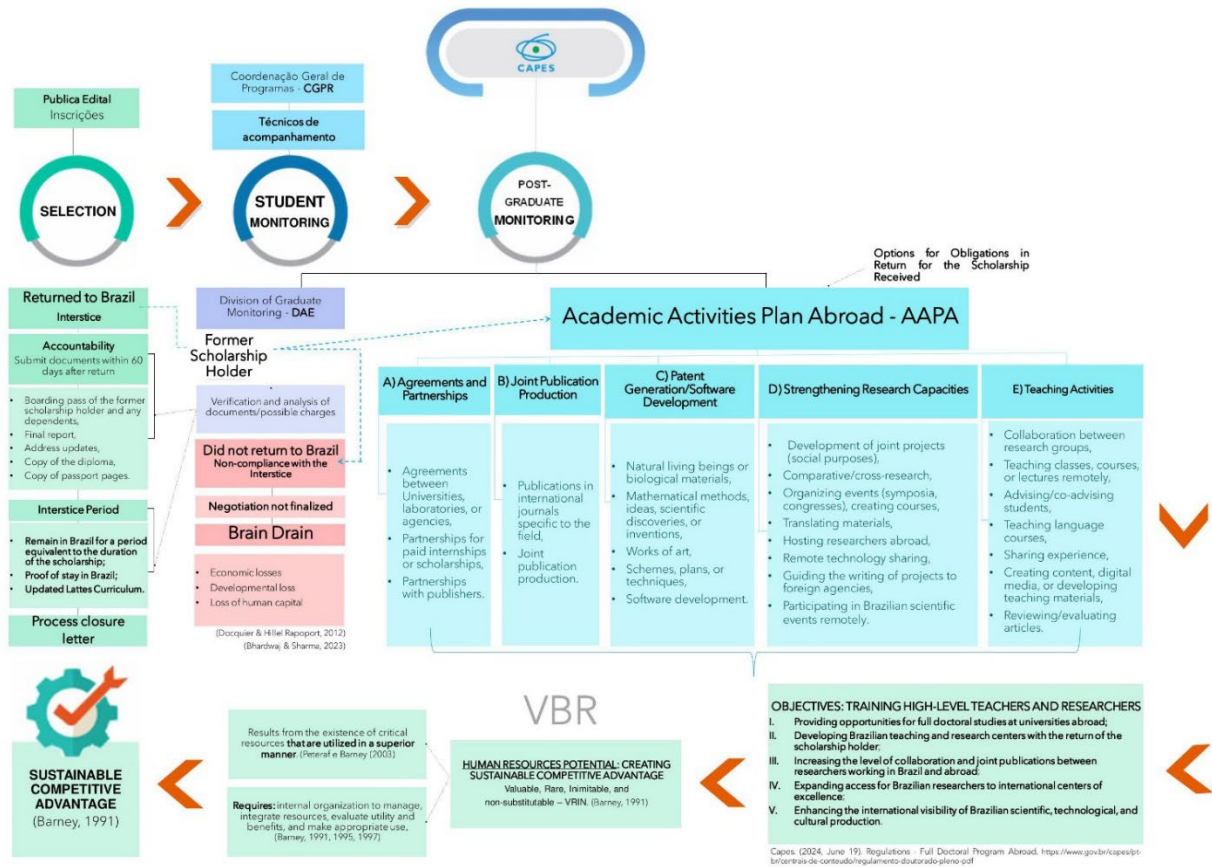 CAPES
Publica Edital
Inscrições
Coordenação Geral de
Programas - CGPR
Técnicos de
acompanhamento
SELECTION
STUDENT
MONITORING
POST-
GRADUATE
MONITORING
Options for Obligations in
Return for the Scholarship
Received
Returned to Brazil
Interstice
Accountability
Submit documents within 60
days after return
• Boarding pass of the former
scholarship holder and any
dependents,
• Final report,
• Address updates,
• Copy of the diploma,
• Copy of passport pages.
Interstice Period
• Remain in Brazil for a period
equivalent to the duration
of the scholarship;
• Proof of stay in Brazil;
• Updated Lattes Curriculum.
Process closure
letter
Division of Graduate
Monitoring - DAE
Former
Scholarship
Holder
Verification and analysis of
documents/possible charges
Did not return to Brazil
Non-compliance with the
Interstice
Negotiation not finalized
Brain Drain
• Economic losses
• Developmental loss
• Loss of human capital
(Docquier & Hillel Rapoport, 2012)
(Bhardwaj & Sharma, 2023)
Academic Activities Plan Abroad - AAPA
A) Agreements and
Partnerships
• Agreements
between
Universities,
laboratories, or
agencies,
• Partnerships for
paid internships
or scholarships,
• Partnerships
with publishers.
B) Joint Publication
Production
• Publications in
international
journals specific to
the field,
• Joint
publication
production.
C) Patent
Generation/Software
Development
• Natural living beings or
biological materials,
• Mathematical methods,
ideas, scientific
discoveries, or
inventions,
• Works of art,
• Schemes, plans, or
techniques,
• Software development.
D) Strengthening Research Capacities
• Development of joint projects
(social purposes),
• Comparative/cross-research,
• Organizing events (symposia,
congresses), creating courses,
• Translating materials,
• Hosting researchers abroad,
• Remote technology sharing,
• Guiding the writing of projects to
foreign agencies,
• Participating in Brazilian scientific
events remotely.
E) Teaching Activities
• Collaboration between
research groups,
• Teaching classes, courses,
or lectures remotely,
• Advising/co-advising
students,
• Teaching language
courses,
• Sharing experience,
• Creating content, digital
media, or developing
teaching materials,
• Reviewing/evaluating
articles.
OBJECTIVES: TRAINING HIGH-LEVEL TEACHERS AND RESEARCHERS
I. Providing opportunities for full doctoral studies at universities abroad;
II. Developing Brazilian teaching and research centers with the return of the
scholarship holder;
III. Increasing the level of collaboration and joint publications between
researchers working in Brazil and abroad;
IV. Expanding access for Brazilian researchers to international centers of
excellence;
V. Enhancing the international visibility of Brazilian scientific, technological, and
cultural production.
Capes. (2024, June 19). Regulations - Full Doctoral Program Abroad. https://www.gov.br/capes/pt-
br/centrais-de-conteudo/regulamento-doutorado-pleno-pdf
VBR
HUMAN RESOURCES POTENTIAL: CREATING
SUSTAINABLE COMPETITIVE ADVANTAGE
Valuable, Rare, Inimitable, and
non-substitutable – VRIN. (Barney, 1991)
Results from the existence of critical
resources that are utilized in a superior
manner. (Peteraf e Barney (2003)
Requires: internal organization to manage,
integrate resources, evaluate utility and
benefits, and make appropriate use.
(Barney, 1991, 1995, 1997)
SUSTAINABLE
COMPETITIVE
ADVANTAGE
(Barney, 1991)